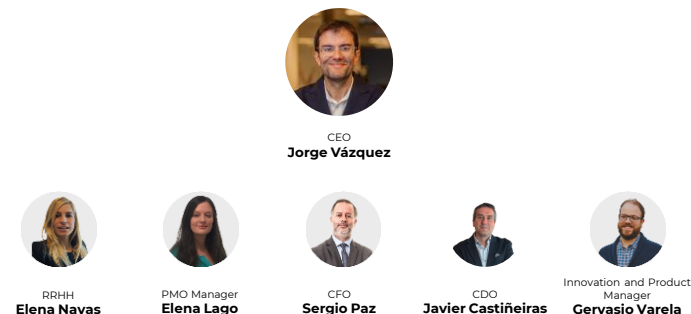 CEO
Jorge Vázquez
RRHH
Elena Navas
PMO Manager
Elena Lago
CFO
Sergio Paz
CDO
Javier Castiñeiras
Innovation and Product
Manager
Gervasio Varela